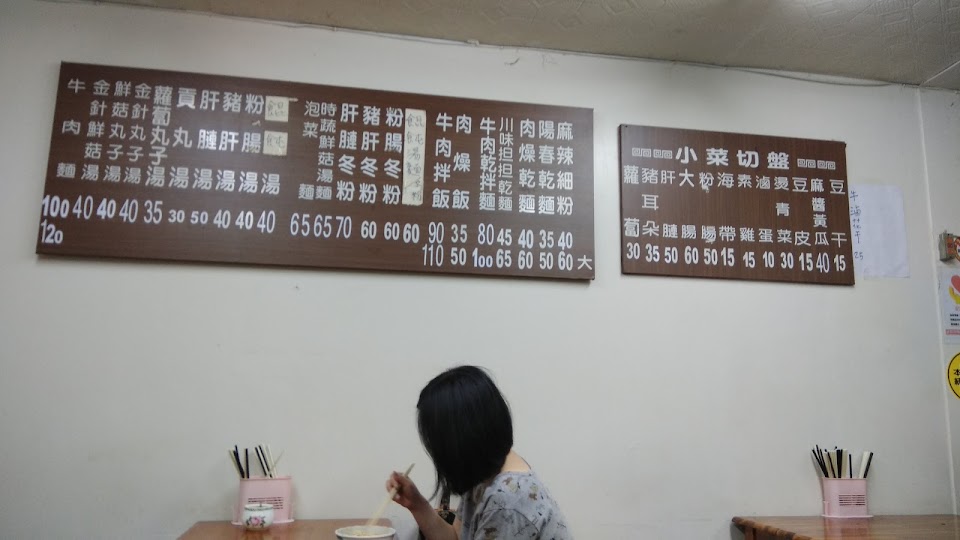 小菜切盤
豆干 15
麻醬黃瓜 40
豆皮 15
燙青菜 30
滷蛋 10
素雞 15
海帶 15
粉腸 50
大腸 60
肝腱 50
豬耳朵 35
蘿蔔 30
大
麻辣細粉 40 60
陽春乾麵 35 50
肉燥乾麵 40 60
川味担担乾麵 45 65
牛肉乾拌麵 80 100
肉燥飯 35 50
牛肉拌飯 90 110
60
粉腸冬粉 60
豬肝冬粉 60
肝腱冬粉 70
時蔬鮮菇湯麵 65
泡菜麵 65
餛飩湯 40
粉腸湯 40
豬肝湯 40
肝腱湯 50
貢丸湯 30
蘿蔔丸湯 35
金針丸子湯 40
鮮菇丸子湯 40
金針鮮菇湯 40
牛肉麵 100 120